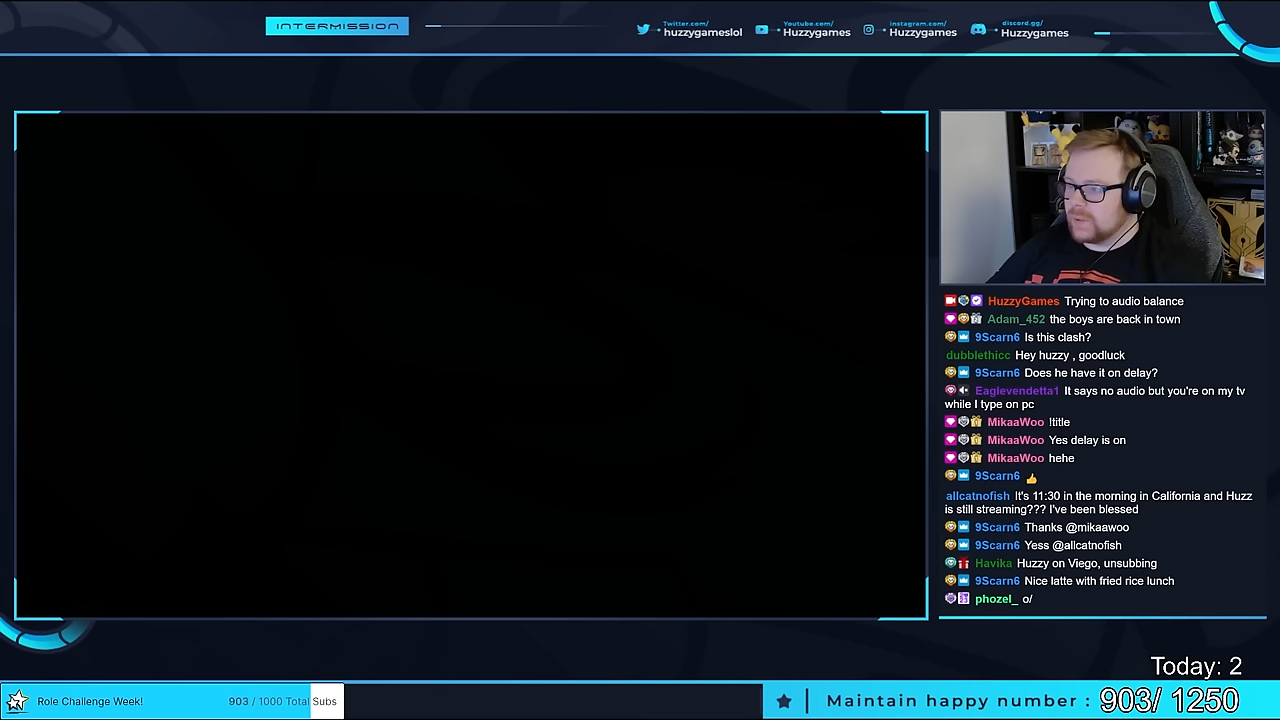 INTERMISSION
Twitter.com/
huzzygameslol
Youtube.com/
Huzzygames
instagram.com/
Huzzygames
discord.gg/
Huzzygames
HuzzyGames Trying to audio balance
Adam_452 the boys are back in town
9Scarn6 Is this clash?
dubblethicc Hey huzzy , goodluck
9Scarn6 Does he have it on delay?
Eaglevendetta1 It says no audio but you're on my tv
while I type on pc
MikaaWoo !title
MikaaWoo Yes delay is on
MikaaWoo hehe
9Scarn6 👍
allcatnofish It's 11:30 in the morning in California and Huzz
is still streaming??? I've been blessed
9Scarn6 Thanks @mikaawoo
9Scarn6 Yess @allcatnofish
Havika Huzzy on Viego, unsubbing
9Scarn6 Nice latte with fried rice lunch
phozel_ o/
Today: 2
Role Challenge Week!
903 / 1000 Total Subs
Maintain happy number : 903/ 1250